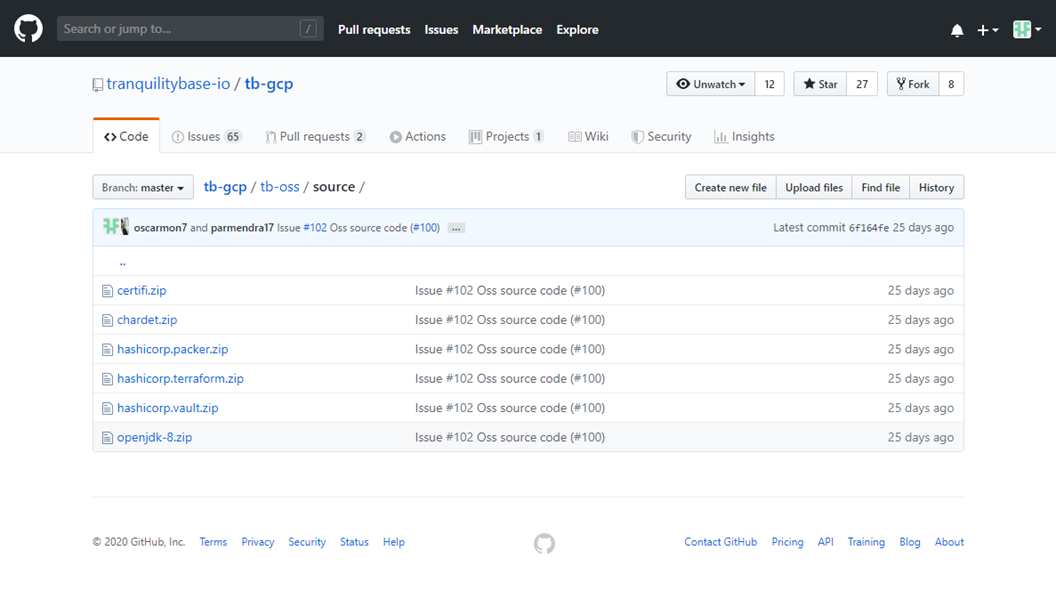 Search or jump to... / Pull requests Issues Marketplace Explore
tranquilitybase-io / tb-gcp Unwatch 12 Star 27 Fork 8
Code Issues 65 Pull requests 2 Actions Projects 1 Wiki Security Insights
Branch: master tb-gcp / tb-oss / source / Create new file Upload files Find file History
oscarmon7 and parmendra17 Issue #102 Oss source code (#100) ... Latest commit 6f164fe 25 days ago
..
certifi.zip Issue #102 Oss source code (#100) 25 days ago
chardet.zip Issue #102 Oss source code (#100) 25 days ago
hashicorp.packer.zip Issue #102 Oss source code (#100) 25 days ago
hashicorp.terraform.zip Issue #102 Oss source code (#100) 25 days ago
hashicorp.vault.zip Issue #102 Oss source code (#100) 25 days ago
openjdk-8.zip Issue #102 Oss source code (#100) 25 days ago
© 2020 GitHub, Inc. Terms Privacy Security Status Help Contact GitHub Pricing API Training Blog About